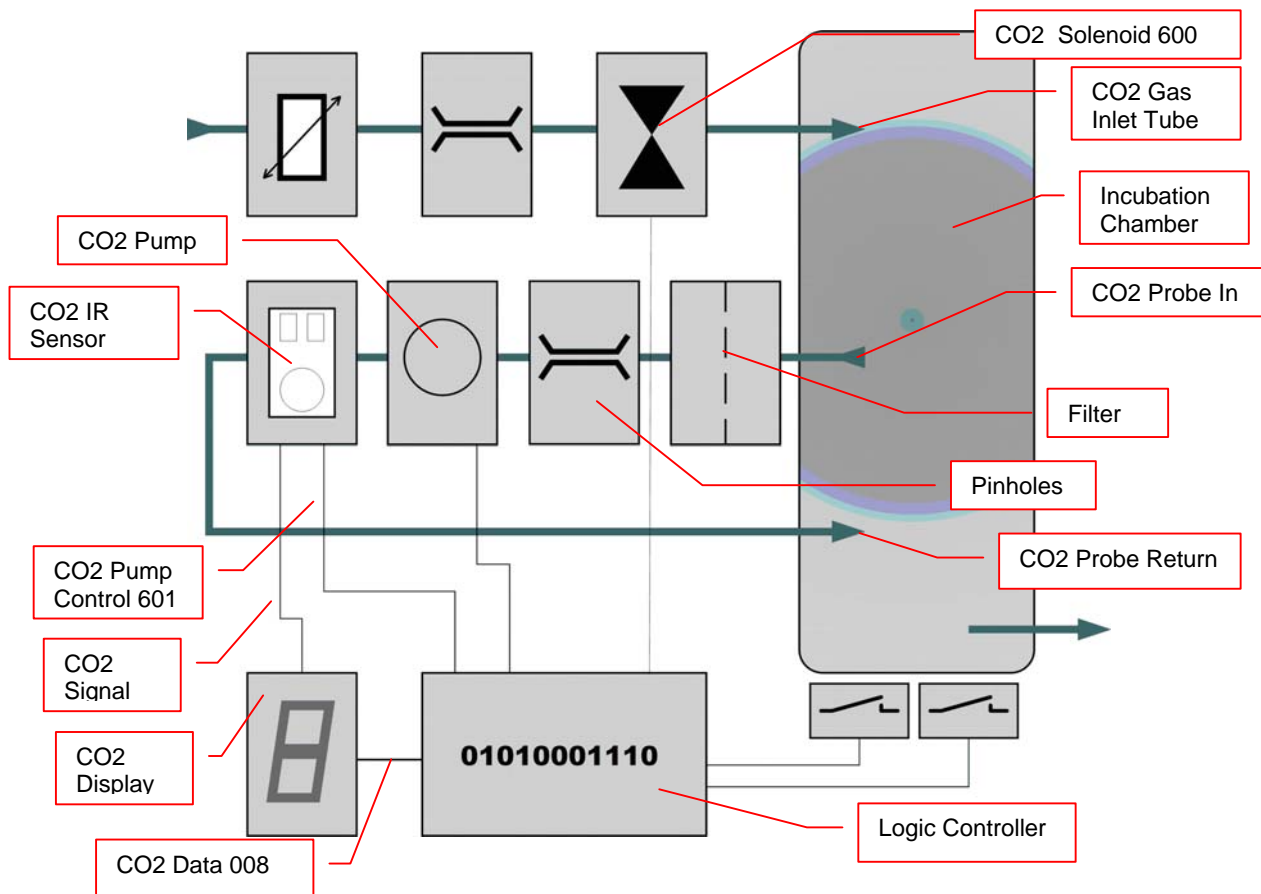 CO2  Solenoid 600
CO2 Gas
Inlet Tube
Incubation
Chamber
CO2 Pump
CO2 Probe In
CO2 IR
Sensor
Filter
Pinholes
CO2 Probe Return
CO2 Pump
Control 601
CO2
Signal
CO2
Display
01010001110
Logic Controller
CO2 Data 008